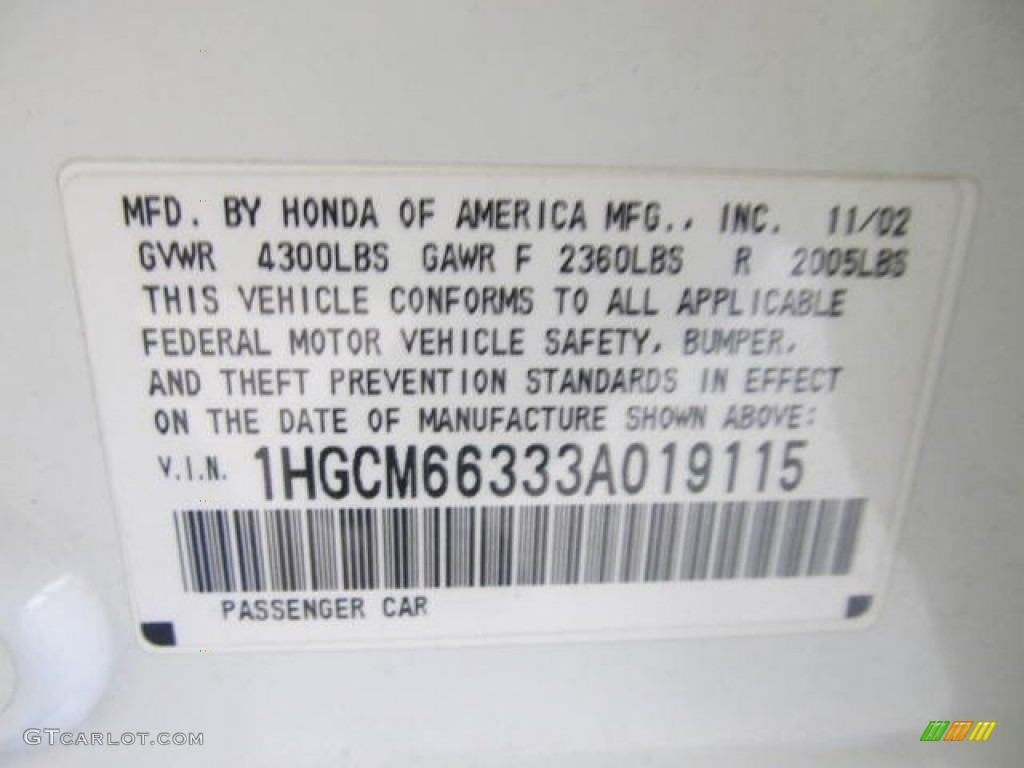 MFD. BY HONDA OF AMERICA MFG., INC. 11/02
GVWR 4300LBS GAWR F 2360LBS R 2005LBS
THIS VEHICLE CONFORMS TO ALL APPLICABLE
FEDERAL MOTOR VEHICLE SAFETY, BUMPER,
AND THEFT PREVENTION STANDARDS IN EFFECT
ON THE DATE OF MANUFACTURE SHOWN ABOVE:
V.I.N. 1HGCM66333A019115
PASSENGER CAR
GTCARLOT.COM